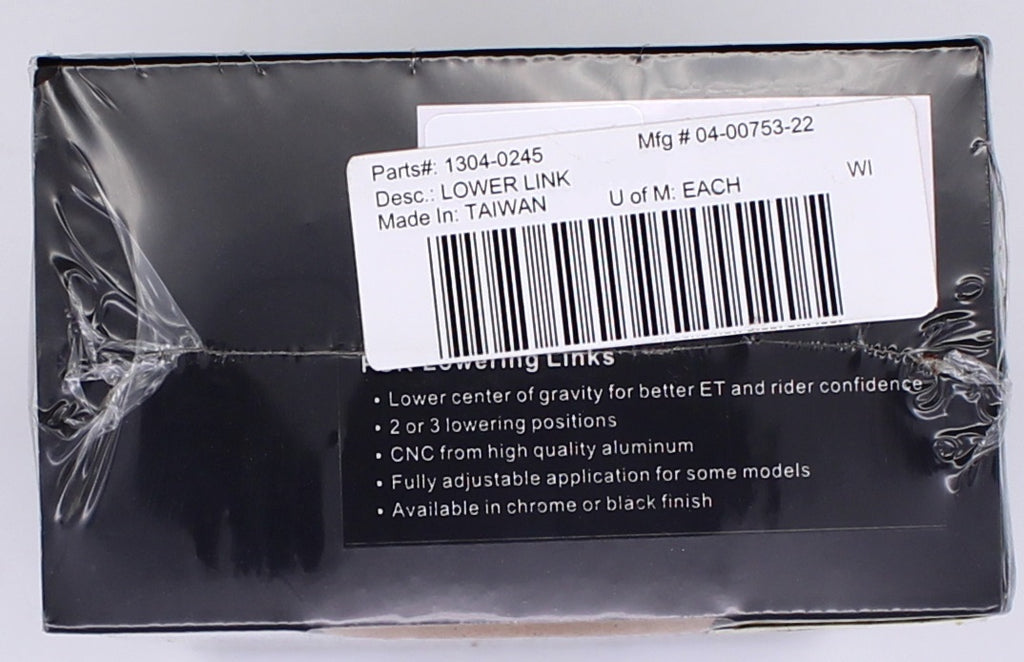 Parts#: 1304-0245 Mfg # 04-00753-22
Desc.: LOWER LINK WI
Made In: TAIWAN U of M: EACH
Lowering Links
• Lower center of gravity for better ET and rider confidence
• 2 or 3 lowering positions
• CNC from high quality aluminum
• Fully adjustable application for some models
• Available in chrome or black finish